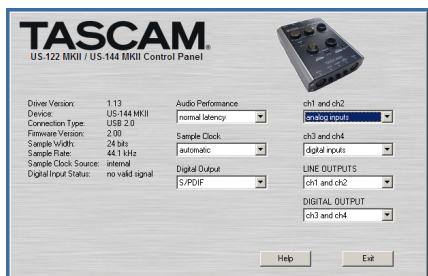 TASCAM.
US-122 MKII / US-144 MKII Control Panel
Driver Version: 1.13
Device: US-144 MKII
Connection Type: USB 2.0
Firmware Version: 2.00
Sample Width: 24 bits
Sample Rate: 44.1 kHz
Sample Clock Source: internal
Digital Input Status: no valid signal
Audio Performance
normal latency
Sample Clock
automatic
Digital Output
S/PDIF
ch1 and ch2
analog inputs
ch3 and ch4
digital inputs
LINE OUTPUTS
ch1 and ch2
DIGITAL OUTPUT
ch3 and ch4
Help
Exit